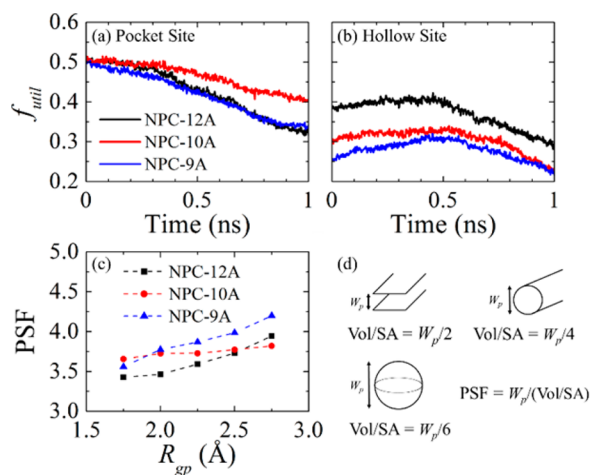 (a) Pocket Site
(b) Hollow Site
0.6
0.5
0.4
0.3
0.2
f_util
NPC-12A
NPC-10A
NPC-9A
0 0.5 1
0 0.5 1
Time (ns)
Time (ns)
(c)
5.0
4.5
4.0
3.5
3.0
PSF
NPC-12A
NPC-10A
NPC-9A
1.5 2.0 2.5 3.0
R_gp (Å)
(d)
W_p
W_p
Vol/SA = W_p/2
Vol/SA = W_p/4
W_p
Vol/SA = W_p/6
PSF = W_p/(Vol/SA)